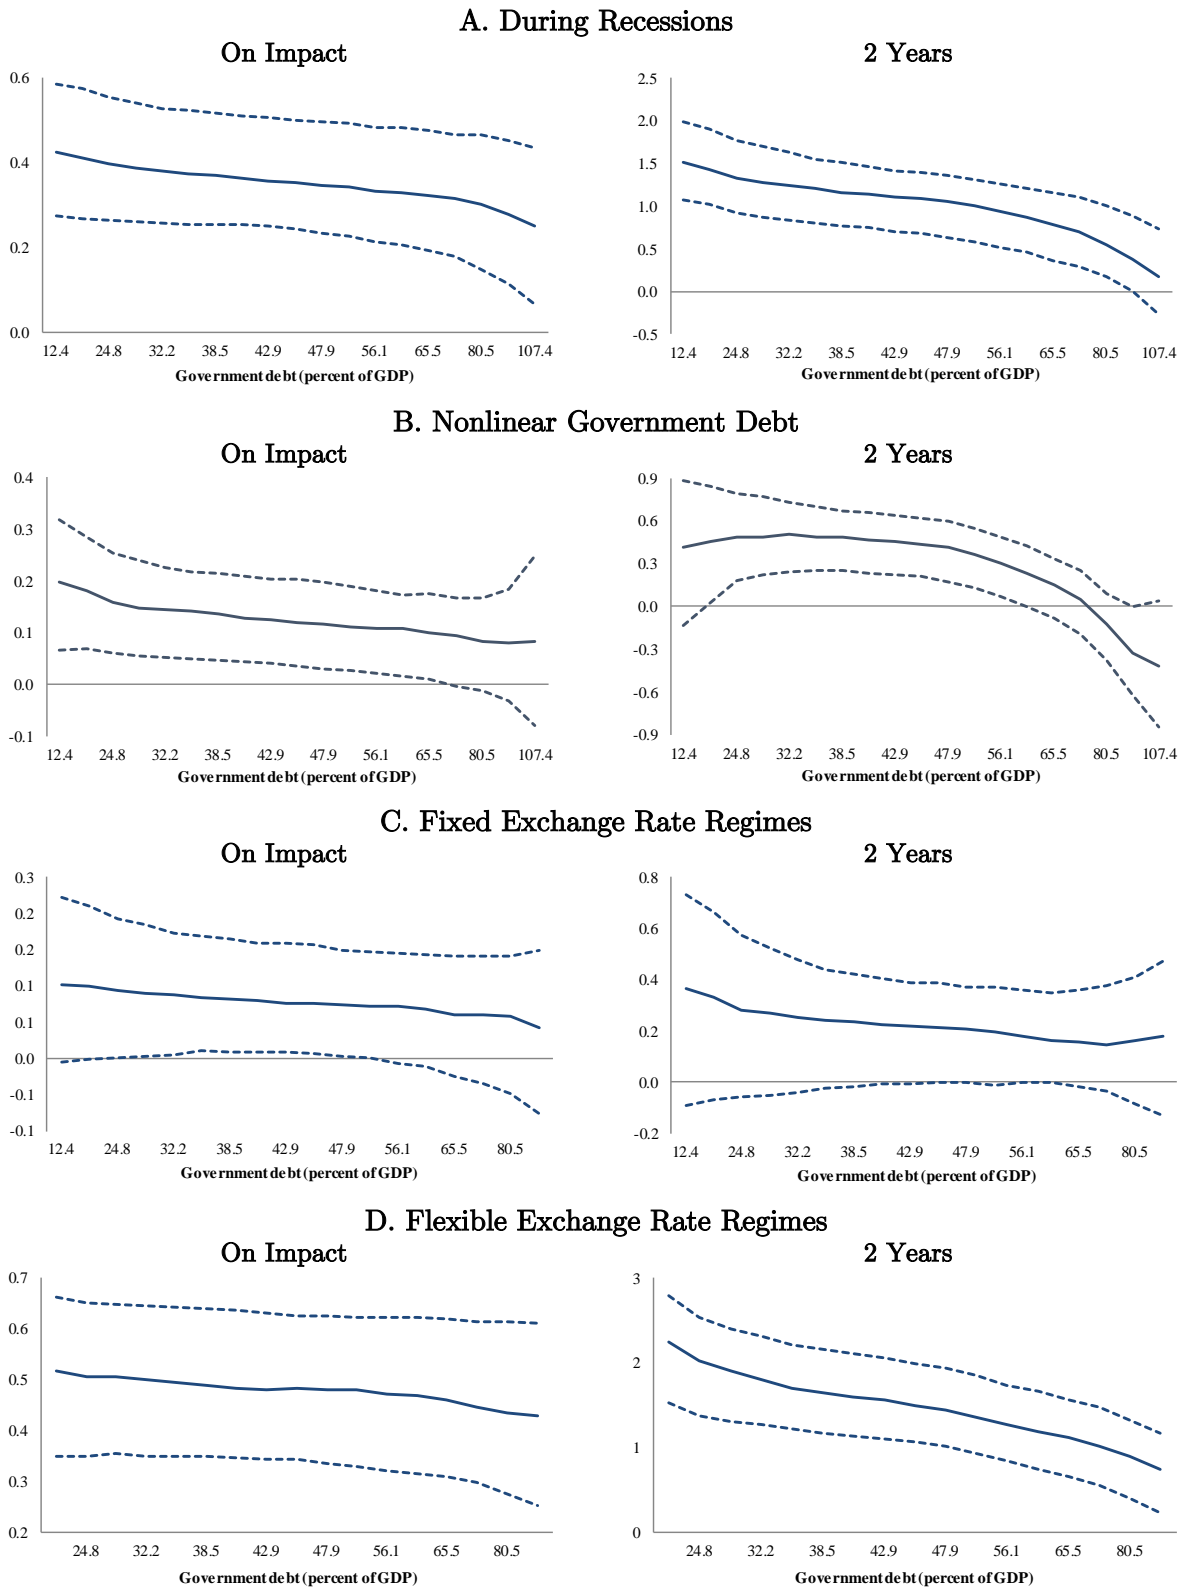 A. During Recessions
On Impact
0.6
0.4
0.2
0.0
12.4 24.8 32.2 38.5 42.9 47.9 56.1 65.5 80.5 107.4
Government debt (percent of GDP)
2 Years
2.5
2.0
1.5
1.0
0.5
0.0
-0.5
12.4 24.8 32.2 38.5 42.9 47.9 56.1 65.5 80.5 107.4
Government debt (percent of GDP)
B. Nonlinear Government Debt
On Impact
0.4
0.3
0.2
0.1
0.0
-0.1
12.4 24.8 32.2 38.5 42.9 47.9 56.1 65.5 80.5 107.4
Government debt (percent of GDP)
2 Years
0.9
0.6
0.3
0.0
-0.3
-0.6
-0.9
12.4 24.8 32.2 38.5 42.9 47.9 56.1 65.5 80.5 107.4
Government debt (percent of GDP)
C. Fixed Exchange Rate Regimes
On Impact
0.3
0.2
0.2
0.1
0.1
0.0
-0.1
-0.1
12.4 24.8 32.2 38.5 42.9 47.9 56.1 65.5 80.5
Government debt (percent of GDP)
2 Years
0.8
0.6
0.4
0.2
0.0
-0.2
12.4 24.8 32.2 38.5 42.9 47.9 56.1 65.5 80.5
Government debt (percent of GDP)
D. Flexible Exchange Rate Regimes
On Impact
0.7
0.6
0.5
0.4
0.3
0.2
24.8 32.2 38.5 42.9 47.9 56.1 65.5 80.5
Government debt (percent of GDP)
2 Years
3
2
1
0
24.8 32.2 38.5 42.9 47.9 56.1 65.5 80.5
Government debt (percent of GDP)